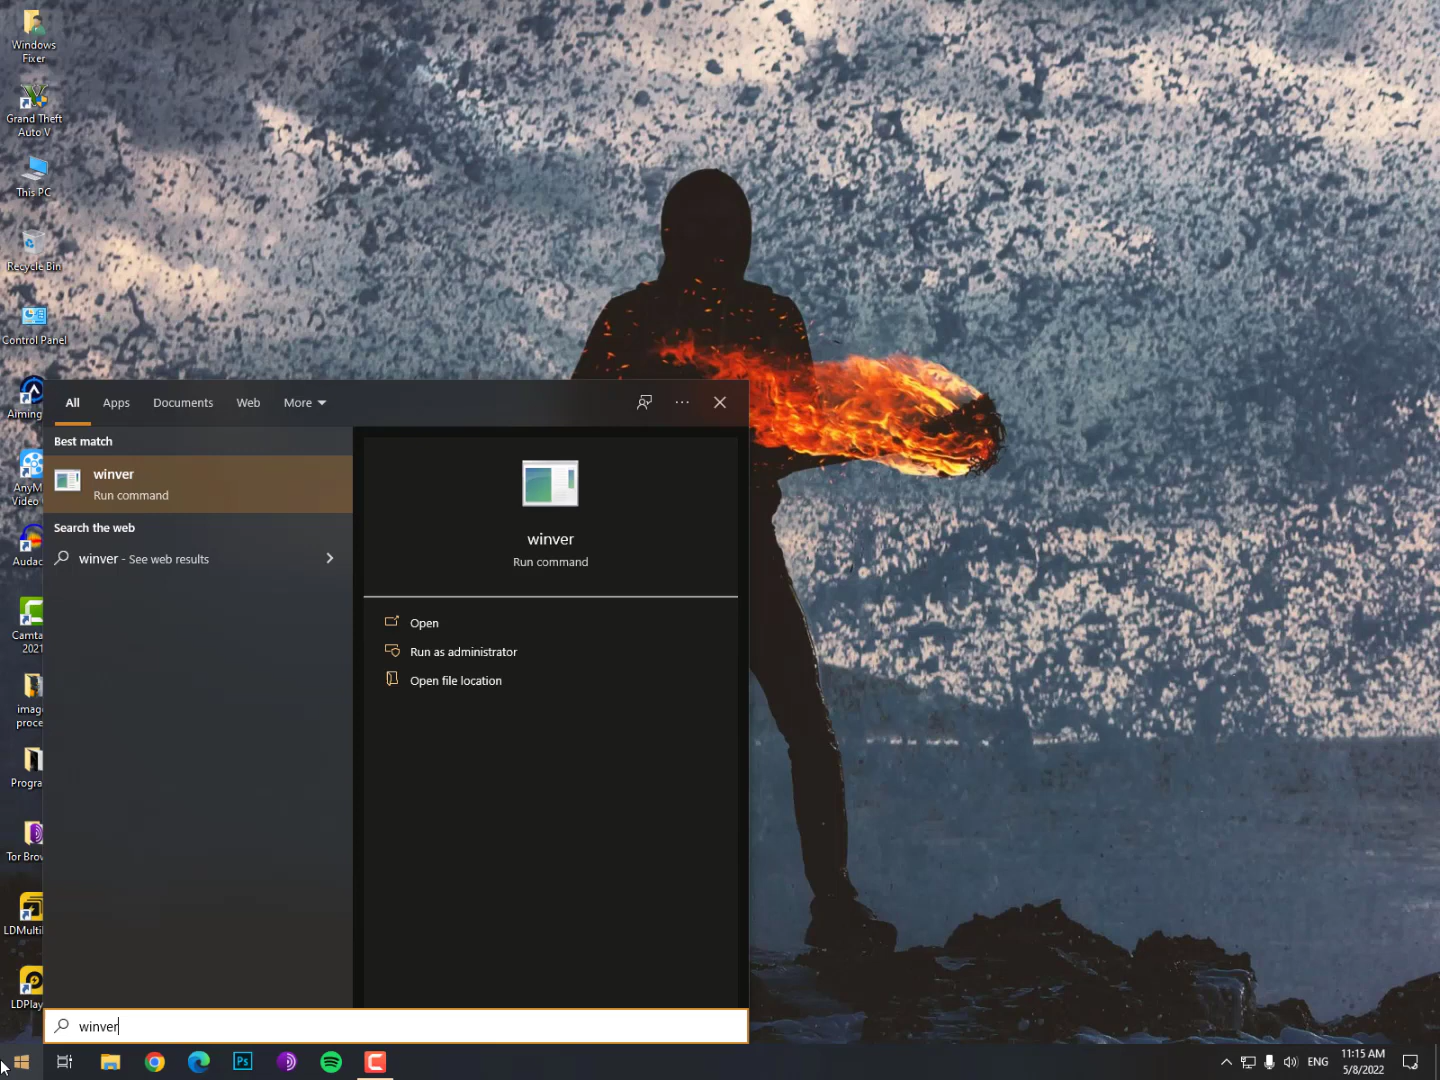 Windows
Fixer
Grand Theft
Auto V
This PC
Recycle Bin
Control Panel
Aiming
AnyM
Video
Audac
Camta
2021
imag
proce
Progra
Tor Brow
LDMulti
LDPlay
All
Apps
Documents
Web
More
Best match
winver
Run command
Search the web
winver - See web results
winver
Run command
Open
Run as administrator
Open file location
winver
Ps
ENG
11:15 AM
5/8/2022